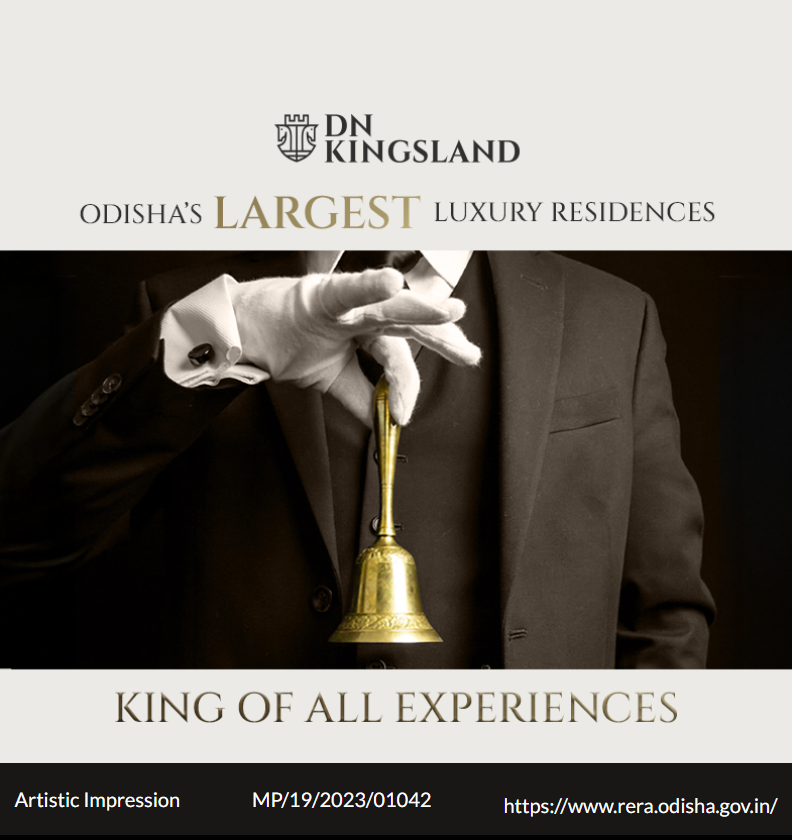 DN
KINGSLAND
ODISHA’S LARGEST LUXURY RESIDENCES
KING OF ALL EXPERIENCES
Artistic Impression MP/19/2023/01042 https://www.rera.odisha.gov.in/